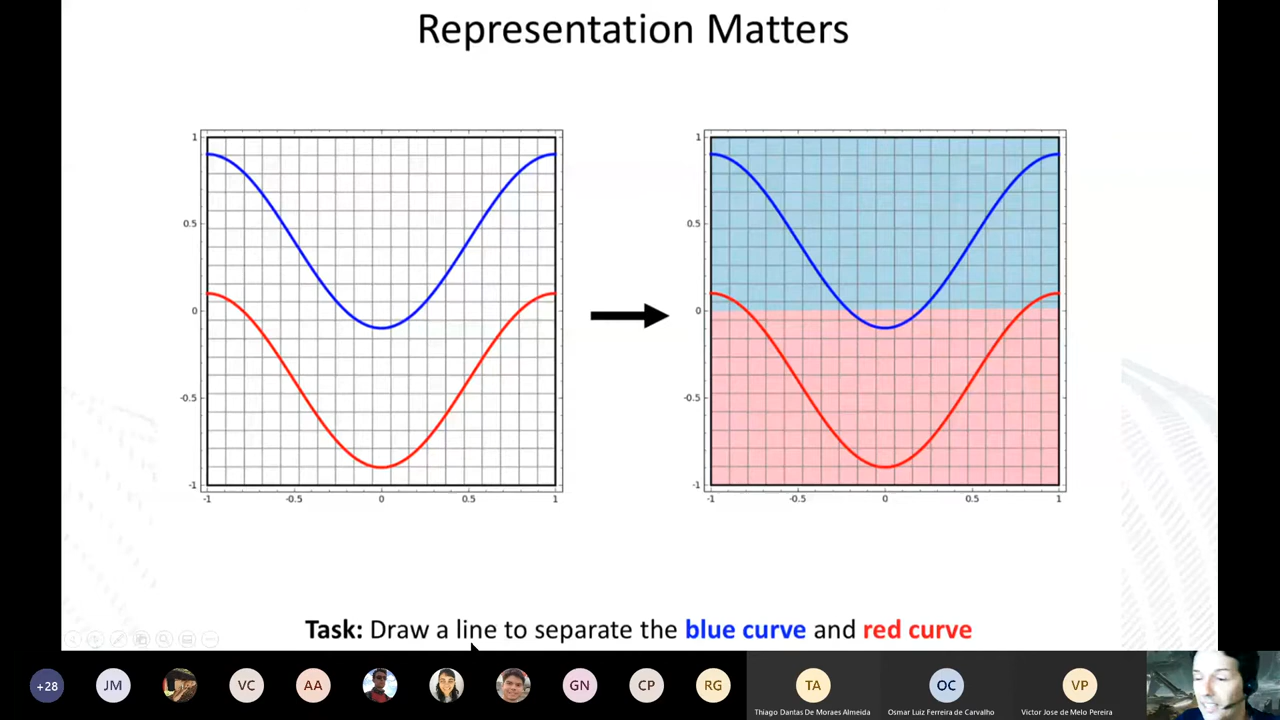 Representation Matters
1
0.5
0
-0.5
-1
-1
-0.5
0
0.5
1
1
0.5
0
-0.5
-1
-1
-0.5
0
0.5
1
Task: Draw a line to separate the blue curve and red curve
+28
JM
VC
AA
GN
CP
RG
TA
Thiago Dantas De Moraes Almeida
OC
Osmar Luiz Ferreira de Carvalho
VP
Victor Jose de Melo Pereira